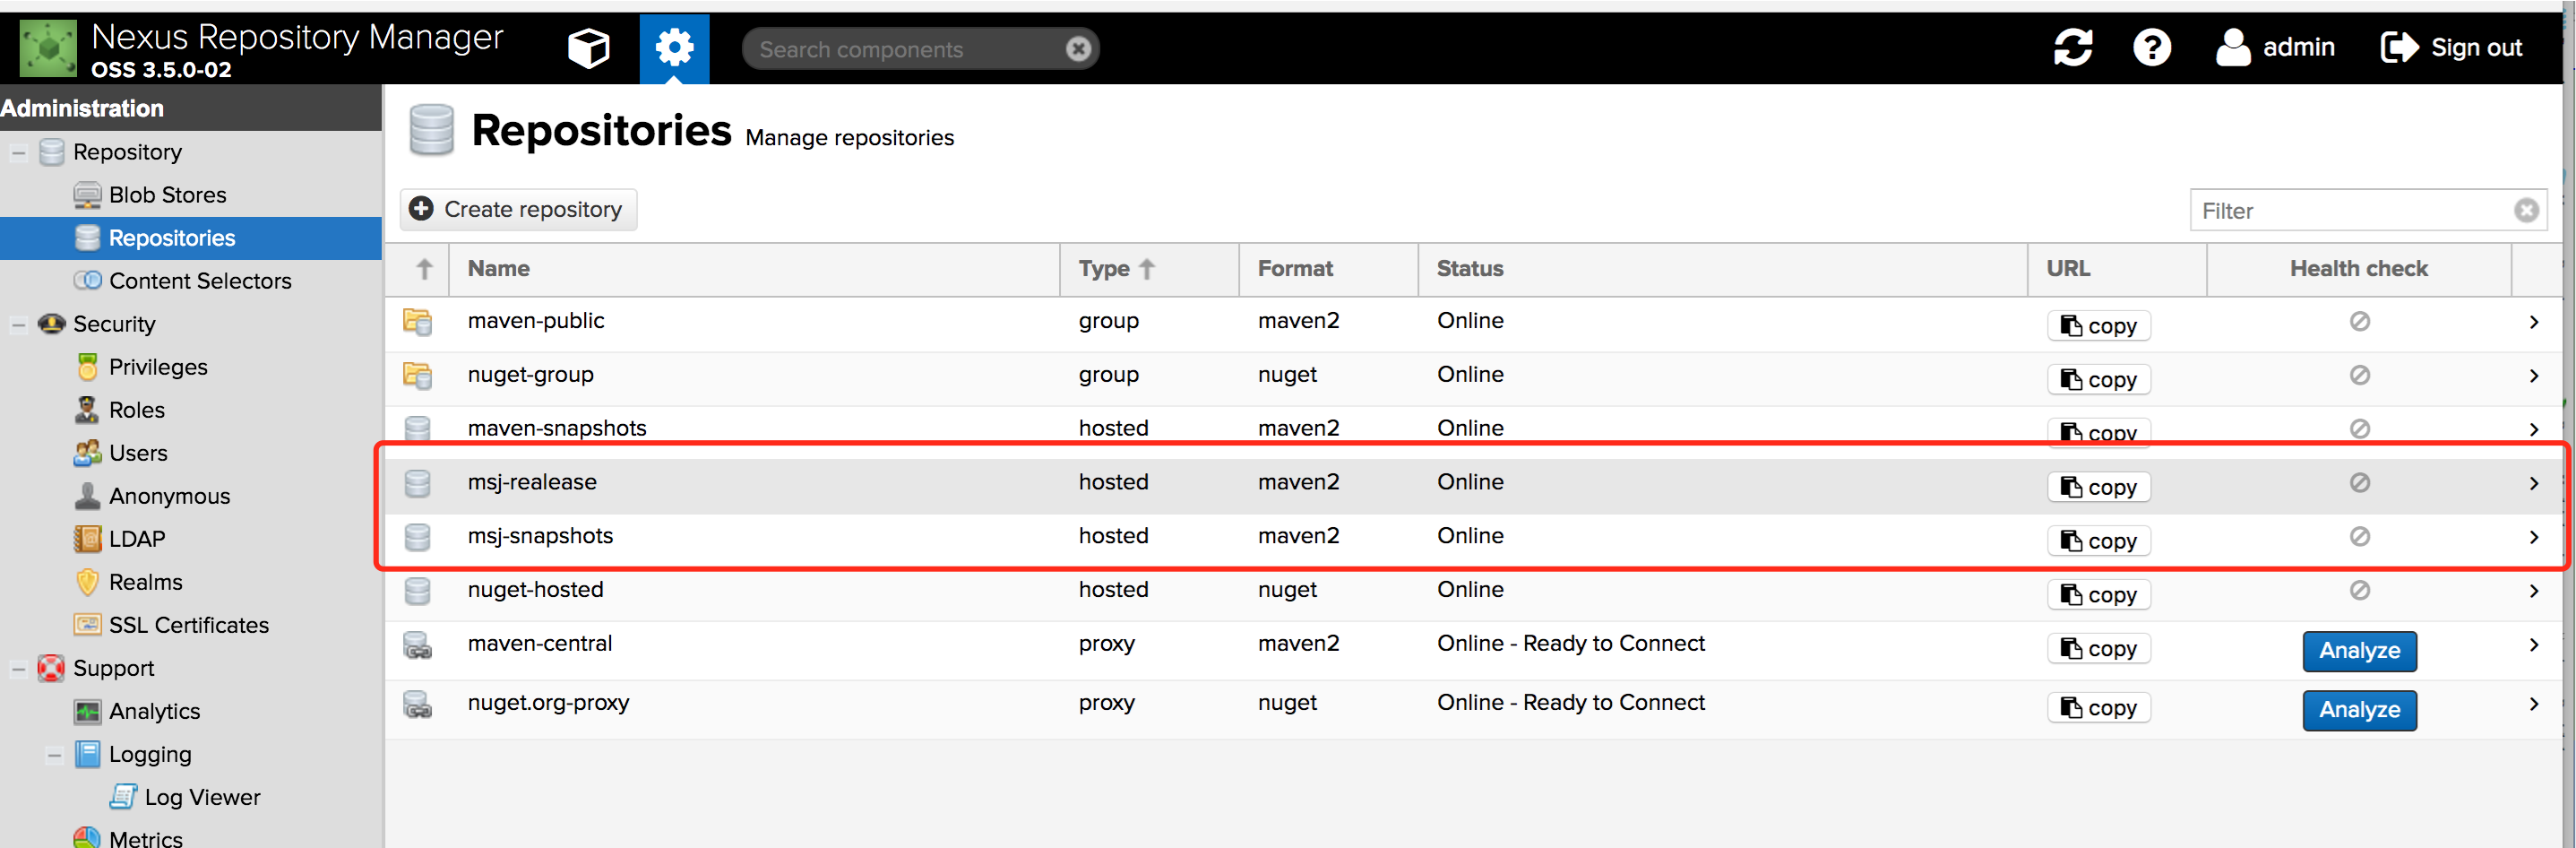 Nexus Repository Manager
OSS 3.5.0-02
Search components
admin
Sign out
Administration
Repository
Blob Stores
Repositories
Content Selectors
Security
Privileges
Roles
Users
Anonymous
LDAP
Realms
SSL Certificates
Support
Analytics
Logging
Log Viewer
Metrics
Repositories Manage repositories
Create repository
Filter
Name Type Format Status URL Health check
maven-public group maven2 Online copy
nuget-group group nuget Online copy
maven-snapshots hosted maven2 Online copy
msj-realease hosted maven2 Online copy
msj-snapshots hosted maven2 Online copy
nuget-hosted hosted nuget Online copy
maven-central proxy maven2 Online - Ready to Connect copy Analyze
nuget.org-proxy proxy nuget Online - Ready to Connect copy Analyze